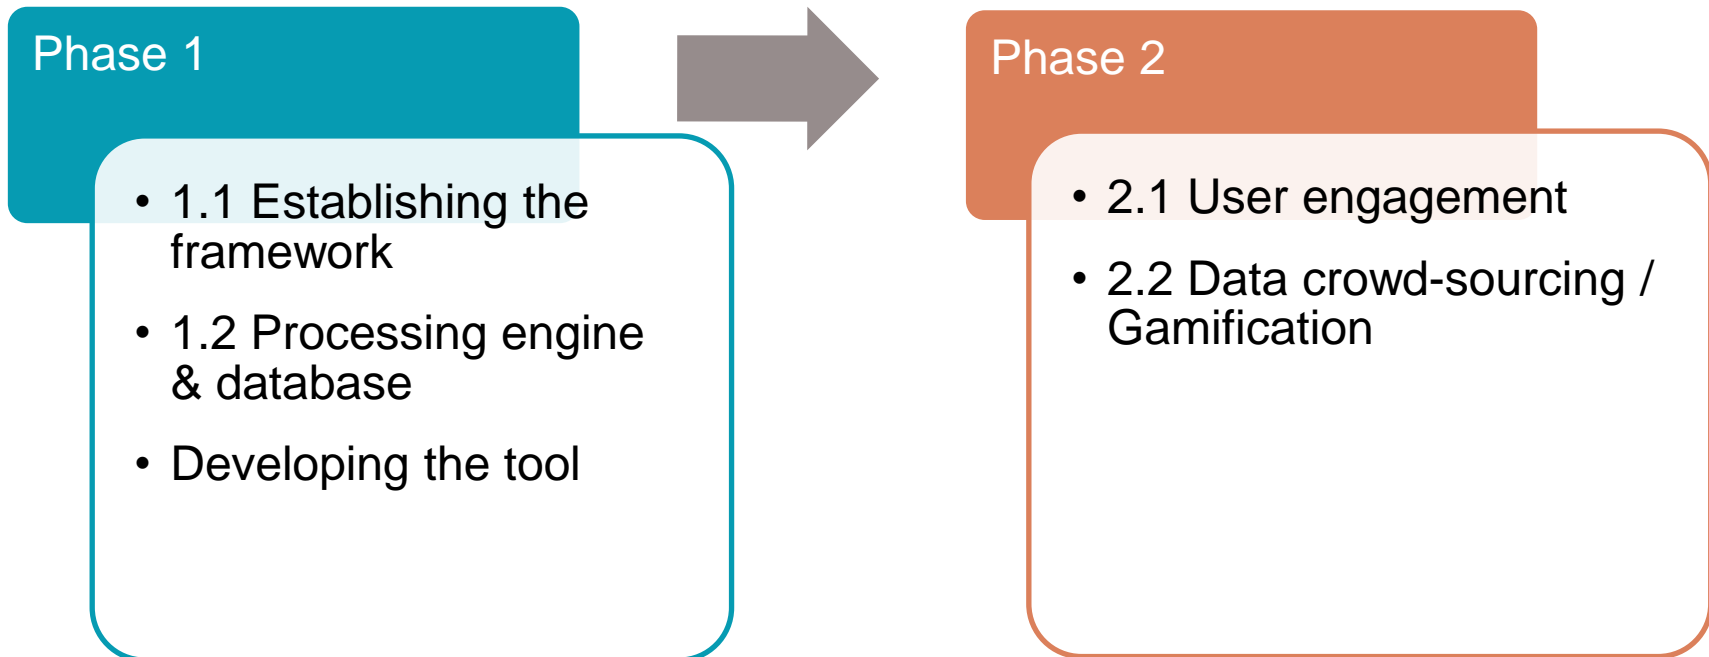 Phase 1
• 1.1 Establishing the
framework
• 1.2 Processing engine
& database
• Developing the tool
Phase 2
• 2.1 User engagement
• 2.2 Data crowd-sourcing /
Gamification